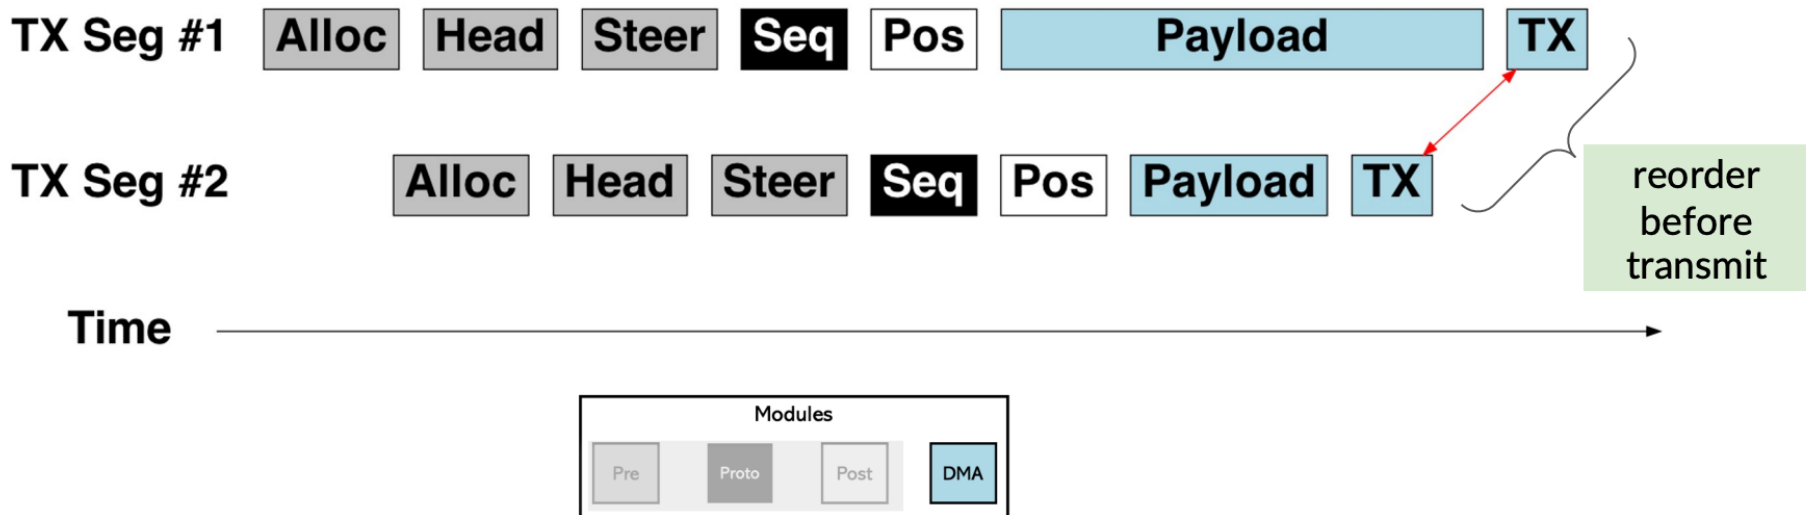 TX Seg #1 Alloc Head Steer Seq Pos Payload TX
TX Seg #2 Alloc Head Steer Seq Pos Payload TX
reorder
before
transmit
Time
Modules
Pre Proto Post DMA